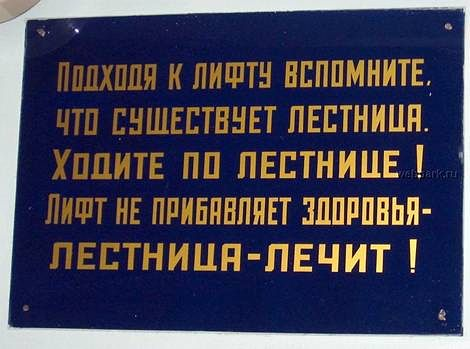 Подходя к лифту вспомните,
что существует лестница.
Ходите по лестнице!
Лифт не прибавляет здоровья-
лестница-лечит!